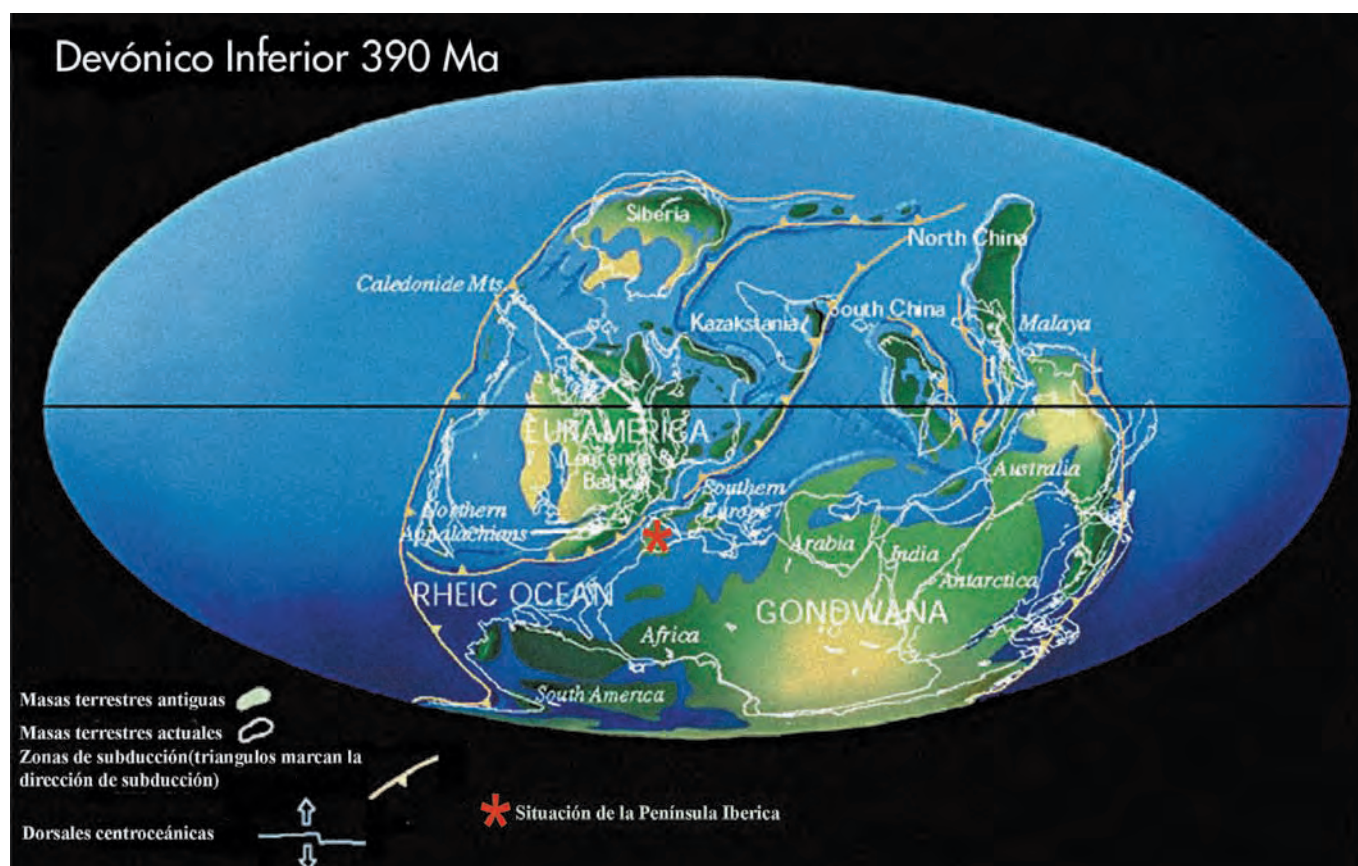 Devónico Inferior 390 Ma
Siberia
North China
Caledonide Mts
Kazakstania
South China
Malaya
EURAMERICA
Laurentia &
Baltica
Australia
Northern
Appalachians
Southern
Europe
Arabia
India
Antarctica
RHEIC OCEAN
GONDWANA
Africa
South America
Masas terrestres antiguas
Masas terrestres actuales
Zonas de subducción(triangulos marcan la
dirección de subducción)
Situación de la Península Iberica
Dorsales centroceánicas